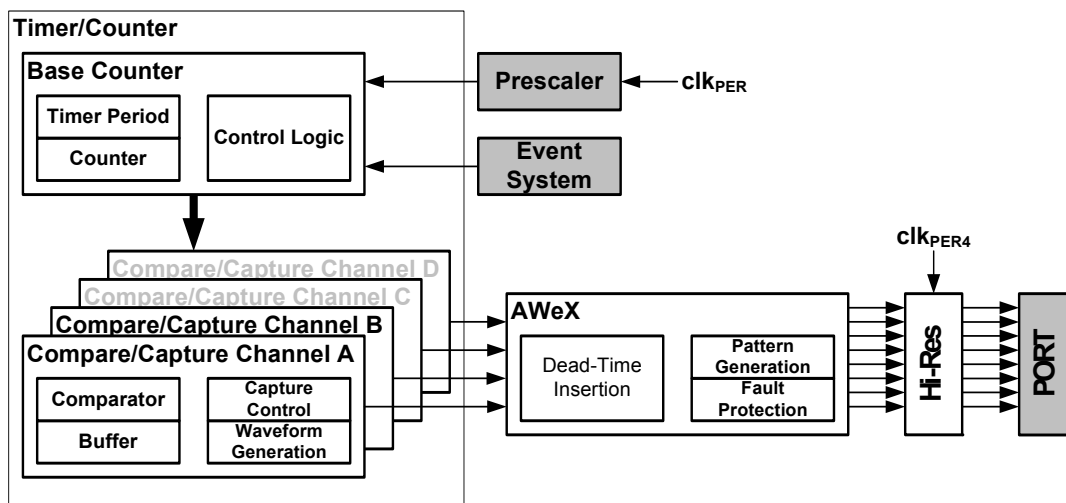 Timer/Counter
Base Counter
Timer Period
Counter
Control Logic
Prescaler
clkPER
Event
System
Compare/Capture Channel D
Compare/Capture Channel C
Compare/Capture Channel B
Compare/Capture Channel A
Comparator
Buffer
Capture
Control
Waveform
Generation
AWeX
Dead-Time
Insertion
Pattern
Generation
Fault
Protection
clkPER4
Hi-Res
PORT